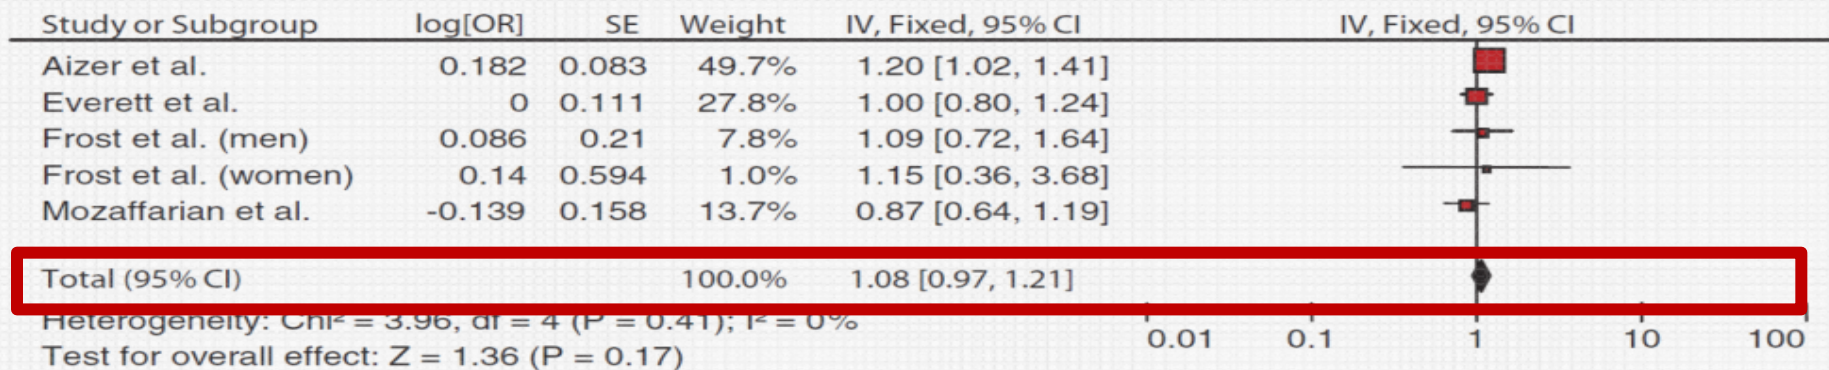 Study or Subgroup log[OR] SE Weight IV, Fixed, 95% CI IV, Fixed, 95% CI
Aizer et al. 0.182 0.083 49.7% 1.20 [1.02, 1.41]
Everett et al. 0 0.111 27.8% 1.00 [0.80, 1.24]
Frost et al. (men) 0.086 0.21 7.8% 1.09 [0.72, 1.64]
Frost et al. (women) 0.14 0.594 1.0% 1.15 [0.36, 3.68]
Mozaffarian et al. -0.139 0.158 13.7% 0.87 [0.64, 1.19]
Total (95% CI) 100.0% 1.08 [0.97, 1.21]
Heterogeneity: Chi² = 3.96, df = 4 (P = 0.41); I² = 0%
0.01 0.1 1 10 100
Test for overall effect: Z = 1.36 (P = 0.17)